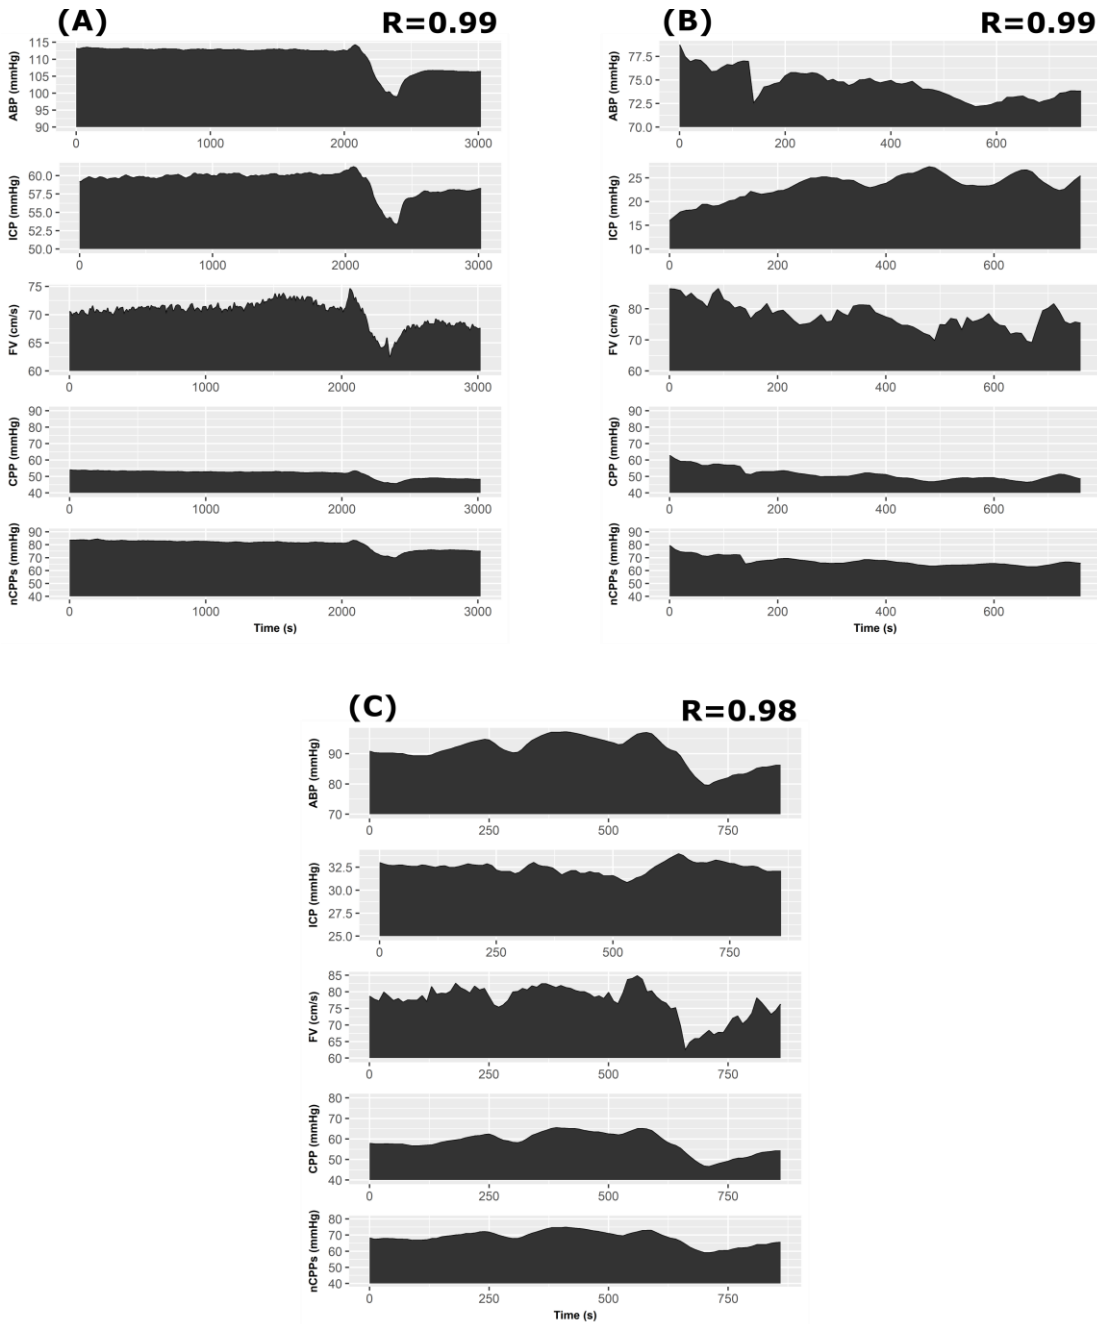 (A) R=0.99
ABP (mmHg)
115
110
105
100
95
90
0 1000 2000 3000
ICP (mmHg)
60.0
57.5
55.0
52.5
50.0
0 1000 2000 3000
FV (cm/s)
75
70
65
60
0 1000 2000 3000
CPP (mmHg)
90
80
70
60
50
40
0 1000 2000 3000
nCPPs (mmHg)
90
80
70
60
50
40
0 1000 2000 3000
Time (s)
(B) R=0.99
ABP (mmHg)
77.5
75.0
72.5
70.0
0 200 400 600
ICP (mmHg)
25
20
15
10
0 200 400 600
FV (cm/s)
80
70
60
0 200 400 600
CPP (mmHg)
90
80
70
60
50
40
0 200 400 600
nCPPs (mmHg)
90
80
70
60
50
40
0 200 400 600
Time (s)
(C) R=0.98
ABP (mmHg)
90
80
70
0 250 500 750
ICP (mmHg)
32.5
30.0
27.5
25.0
0 250 500 750
FV (cm/s)
85
80
75
70
65
60
0 250 500 750
CPP (mmHg)
80
70
60
50
40
0 250 500 750
nCPPs (mmHg)
80
70
60
50
40
0 250 500 750
Time (s)